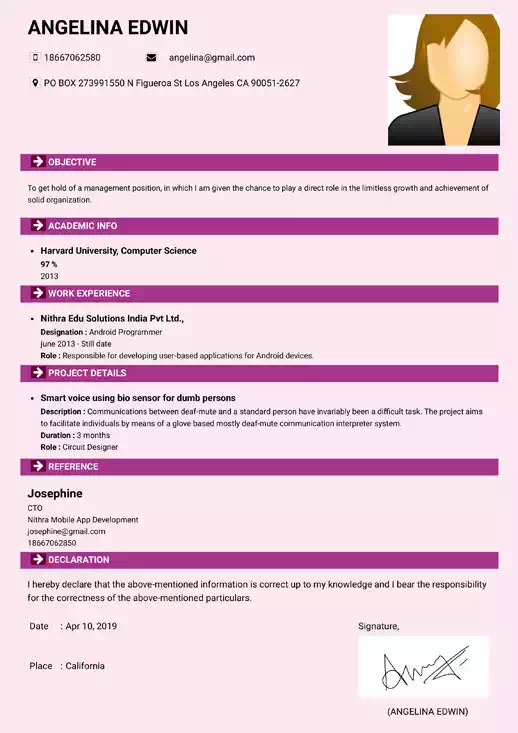 ANGELINA EDWIN
18667062580 angelina@gmail.com
PO BOX 273991550 N Figueroa St Los Angeles CA 90051-2627
OBJECTIVE
To get hold of a management position, in which I am given the chance to play a direct role in the limitless growth and achievement of
solid organization.
ACADEMIC INFO
• Harvard University, Computer Science
97 %
2013
WORK EXPERIENCE
• Nithra Edu Solutions India Pvt Ltd.,
Designation : Android Programmer
june 2013 - Still date
Role : Responsible for developing user-based applications for Android devices.
PROJECT DETAILS
• Smart voice using bio sensor for dumb persons
Description : Communications between deaf-mute and a standard person have invariably been a difficult task. The project aims
to facilitate individuals by means of a glove based mostly deaf-mute communication interpreter system.
Duration : 3 months
Role : Circuit Designer
REFERENCE
Josephine
CTO
Nithra Mobile App Development
josephine@gmail.com
18667062850
DECLARATION
I hereby declare that the above-mentioned information is correct up to my knowledge and I bear the responsibility
for the correctness of the above-mentioned particulars.
Date : Apr 10, 2019 Signature,
Place : California
(ANGELINA EDWIN)